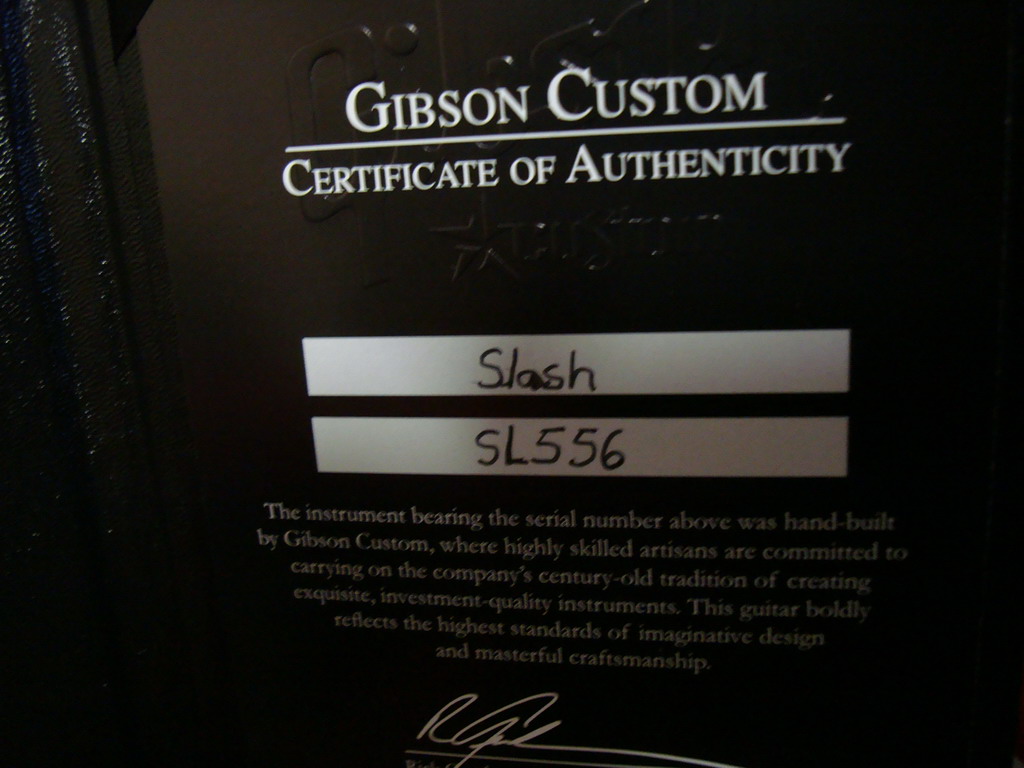 GIBSON CUSTOM
CERTIFICATE OF AUTHENTICITY
Slash
SL556
The instrument bearing the serial number above was hand-built
by Gibson Custom, where highly skilled artisans are committed to
carrying on the company's century-old tradition of creating
exquisite, investment-quality instruments. This guitar boldly
reflects the highest standards of imaginative design
and masterful craftsmanship.